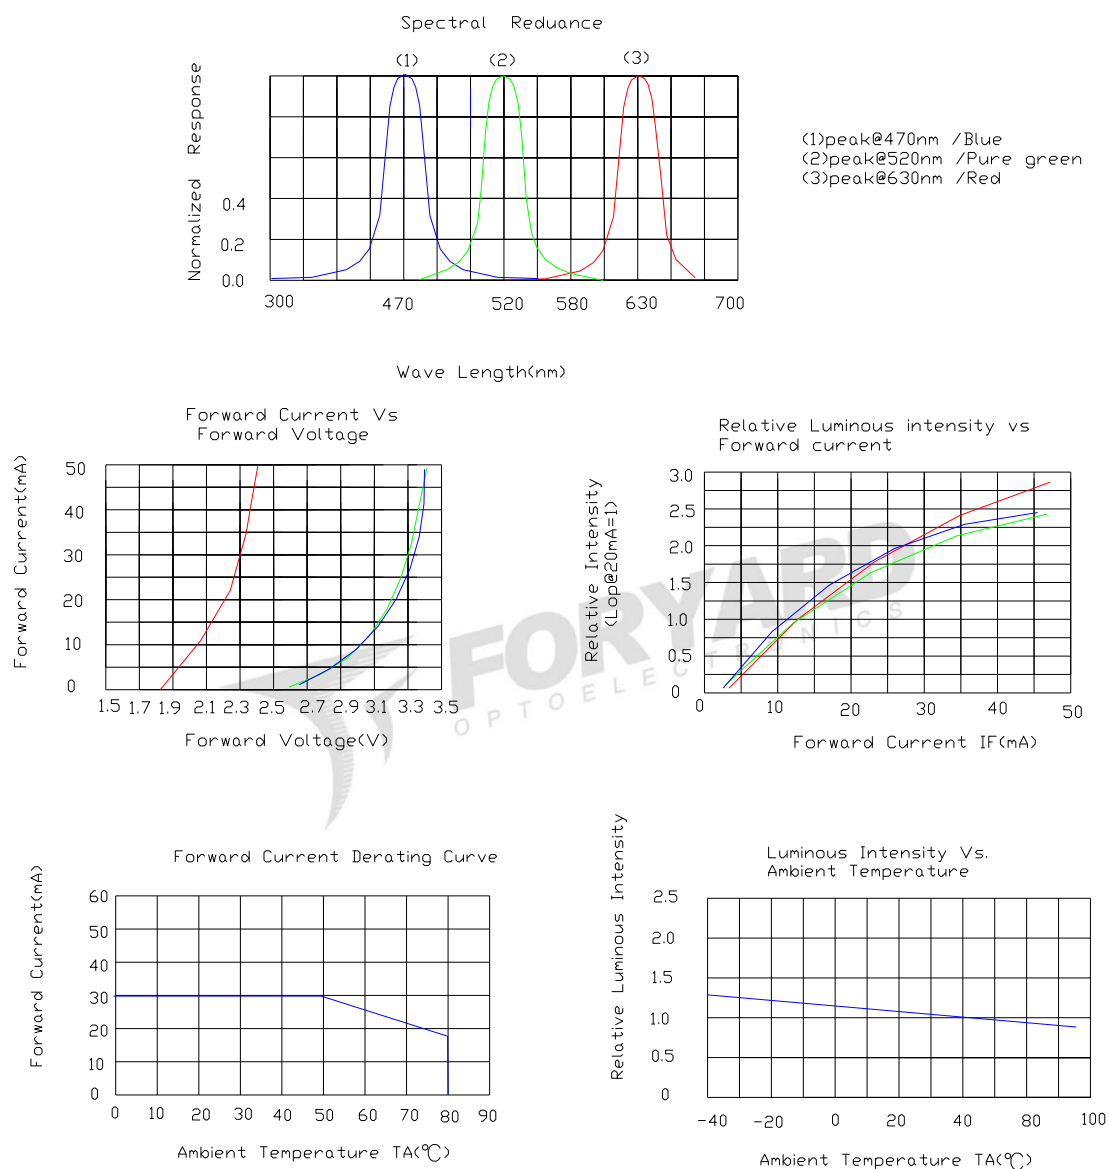 Spectral Reduance
(1) (2) (3)
Normalized Response
0.4
0.2
0.0
300 470 520 580 630 700
Wave Length(nm)
(1)peak@470nm /Blue
(2)peak@520nm /Pure green
(3)peak@630nm /Red
Forward Current Vs
Forward Voltage
Forward Current(mA)
50
40
30
20
10
0
1.5 1.7 1.9 2.1 2.3 2.5 2.7 2.9 3.1 3.3 3.5
Forward Voltage(V)
Relative Luminous intensity vs
Forward current
Relative Intensity
(Lop@20mA=1)
3.0
2.5
2.0
1.5
1.0
0.5
0
0 10 20 30 40 50
Forward Current IF(mA)
FORYARD
OPTOELECTRONICS
Forward Current Derating Curve
Forward Current(mA)
60
50
40
30
20
10
0
0 10 20 30 40 50 60 70 80 90
Ambient Temperature TA(℃)
Luminous Intensity Vs.
Ambient Temperature
Relative Luminous Intensity
2.5
2.0
1.5
1.0
0.5
0
-40 -20 0 20 40 60 80 100
Ambient Temperature TA(℃)